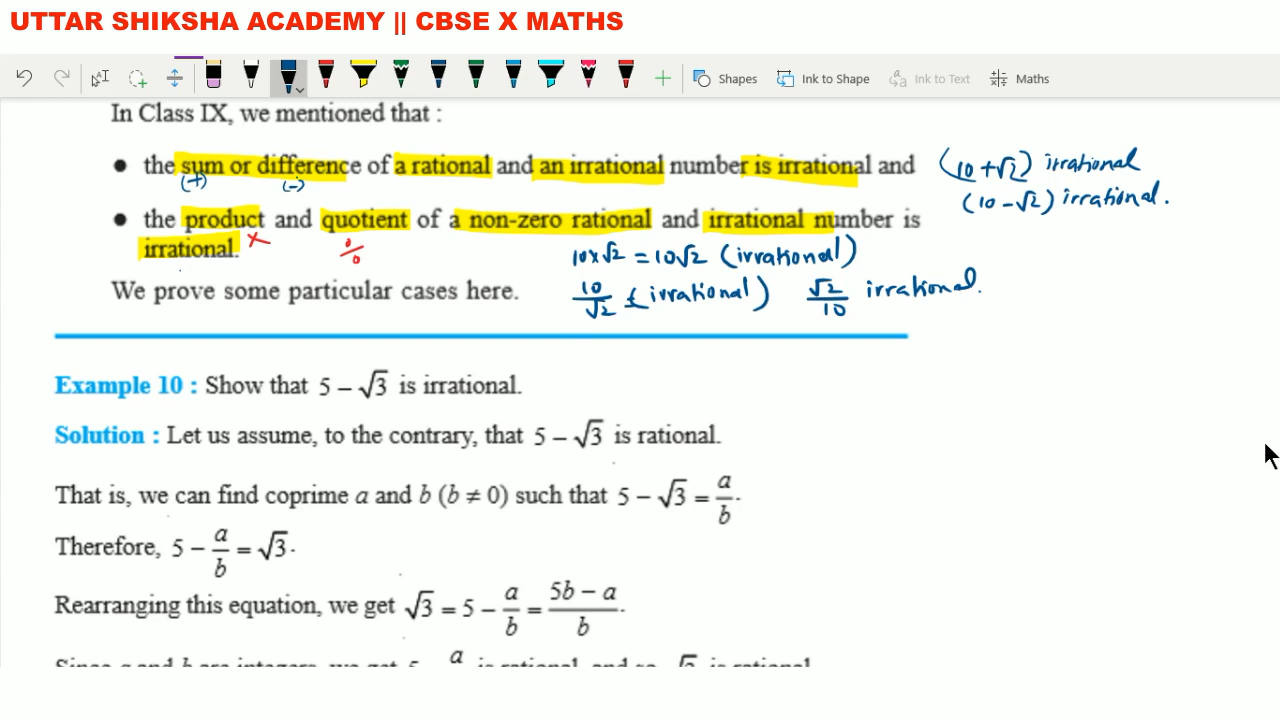 UTTAR SHIKSHA ACADEMY || CBSE X MATHS
Shapes Ink to Shape Ink to Text Maths
In Class IX, we mentioned that :
● the sum or difference of a rational and an irrational number is irrational and (10 + √2) irrational
(+) (-) (10 - √2) irrational.
● the product and quotient of a non-zero rational and irrational number is
irrational. × ÷ 10 x √2 = 10√2 (irrational)
We prove some particular cases here. 10/√2 (irrational) √2/10 irrational.
Example 10 : Show that 5 – √3 is irrational.
Solution : Let us assume, to the contrary, that 5 – √3 is rational.
That is, we can find coprime a and b (b ≠ 0) such that 5 – √3 = a/b.
Therefore, 5 – a/b = √3.
Rearranging this equation, we get √3 = 5 – a/b = (5b – a)/b.